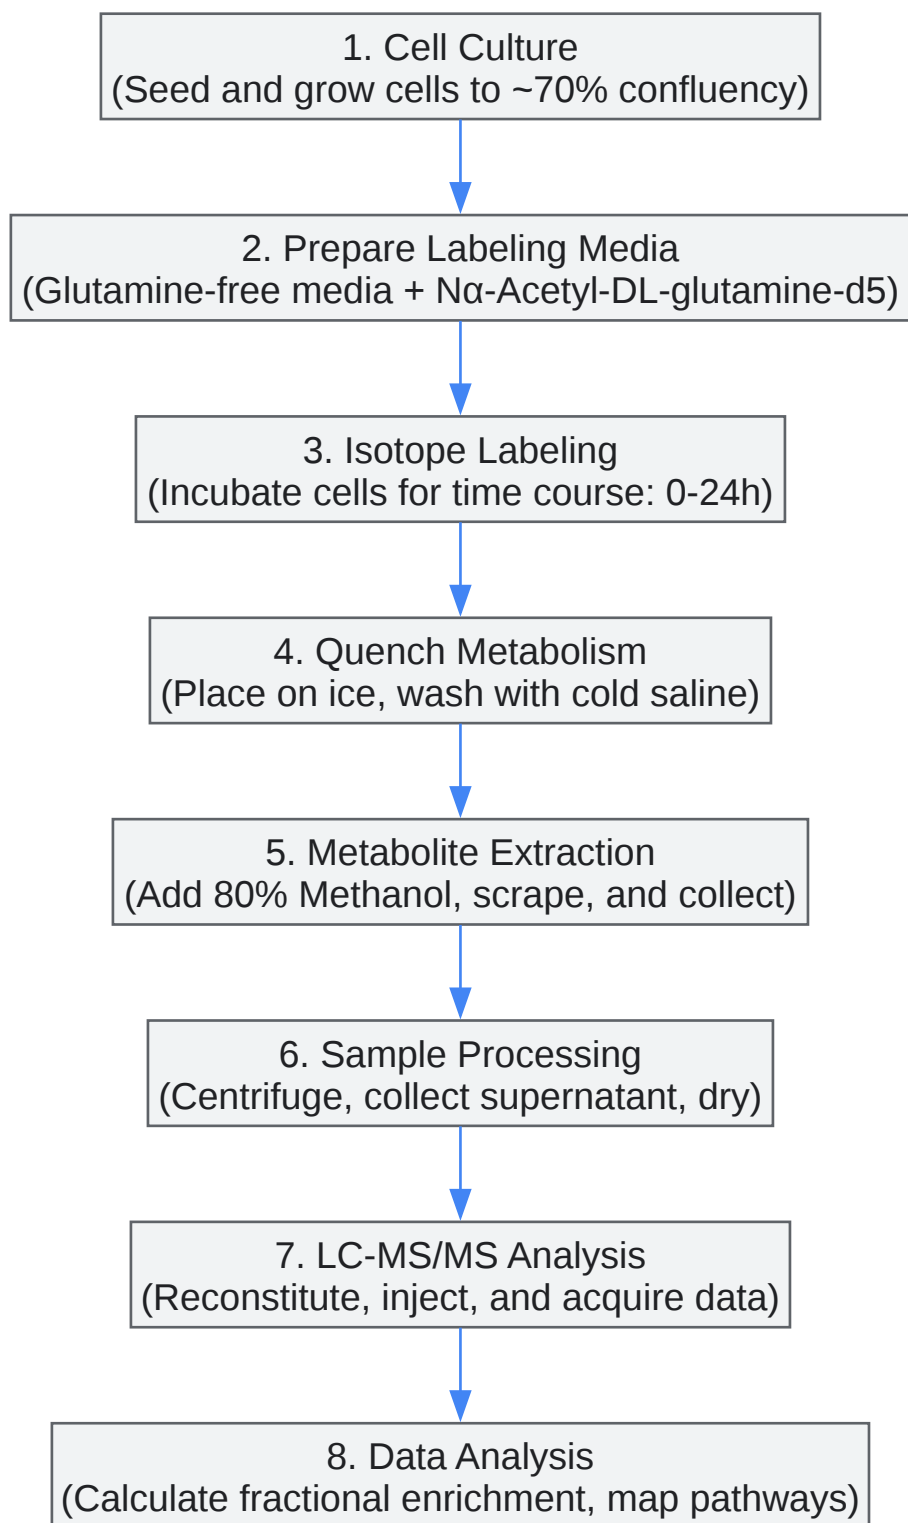 1. Cell Culture
(Seed and grow cells to ~70% confluency)
2. Prepare Labeling Media
(Glutamine-free media + Nα-Acetyl-DL-glutamine-d5)
3. Isotope Labeling
(Incubate cells for time course: 0-24h)
4. Quench Metabolism
(Place on ice, wash with cold saline)
5. Metabolite Extraction
(Add 80% Methanol, scrape, and collect)
6. Sample Processing
(Centrifuge, collect supernatant, dry)
7. LC-MS/MS Analysis
(Reconstitute, inject, and acquire data)
8. Data Analysis
(Calculate fractional enrichment, map pathways)